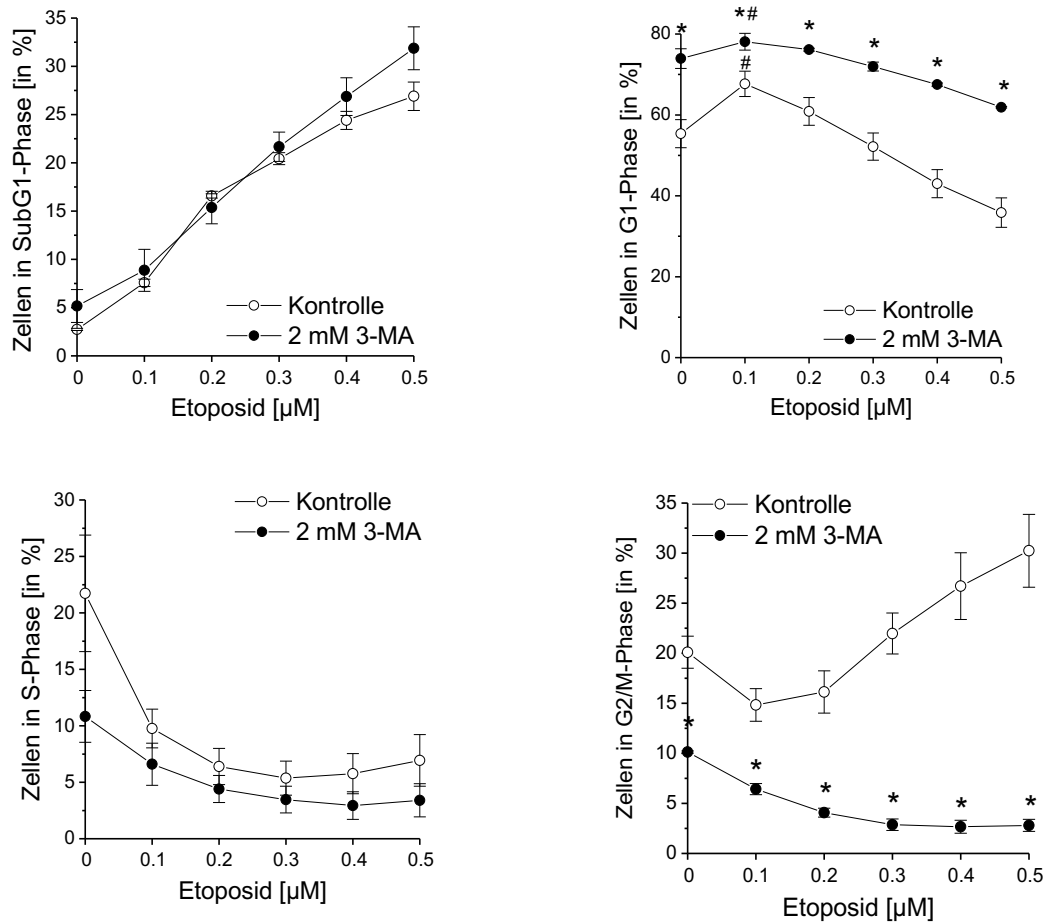 Zellen in SubG1-Phase [in %]
35
30
25
20
15
10
5
0
Kontrolle
2 mM 3-MA
0 0.1 0.2 0.3 0.4 0.5
Etoposid [µM]
Zellen in G1-Phase [in %]
80
60
40
20
0
* *# * * * *
#
Kontrolle
2 mM 3-MA
0 0.1 0.2 0.3 0.4 0.5
Etoposid [µM]
Zellen in S-Phase [in %]
30
25
20
15
10
5
0
Kontrolle
2 mM 3-MA
0 0.1 0.2 0.3 0.4 0.5
Etoposid [µM]
Zellen in G2/M-Phase [in %]
35
30
25
20
15
10
5
0
Kontrolle
2 mM 3-MA
* * * * * *
0 0.1 0.2 0.3 0.4 0.5
Etoposid [µM]